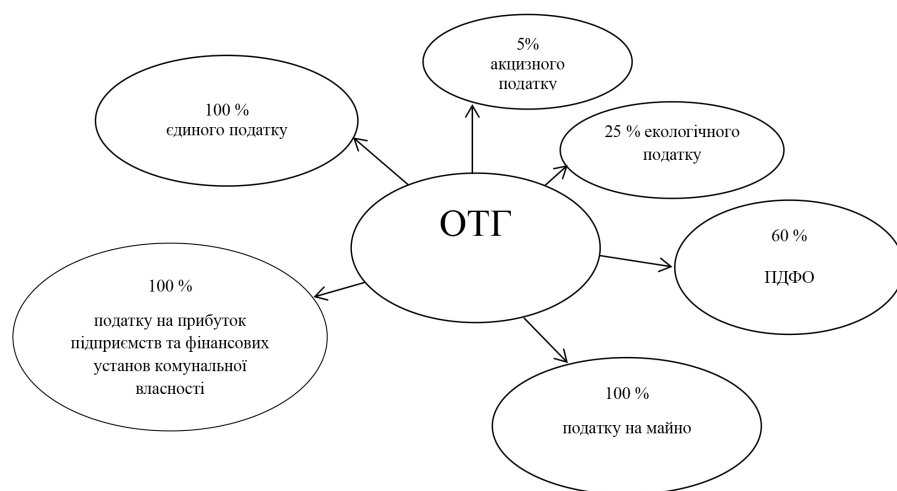 5%
акцизного
податку
100 %
єдиного податку
25 % екологічного
податку
ОТГ
60 %
ПДФО
100 %
податку на прибуток
підприємств та фінансових
установ комунальної
власності
100 %
податку на майно